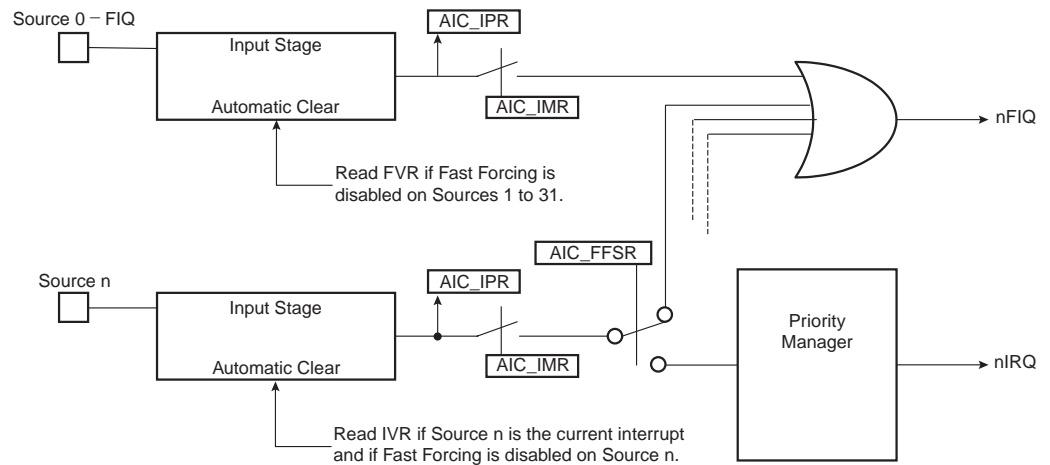 Source 0 – FIQ
Input Stage
Automatic Clear
AIC_IPR
AIC_IMR
nFIQ
Read FVR if Fast Forcing is
disabled on Sources 1 to 31.
AIC_FFSR
Source n
Input Stage
Automatic Clear
AIC_IPR
AIC_IMR
Priority
Manager
nIRQ
Read IVR if Source n is the current interrupt
and if Fast Forcing is disabled on Source n.